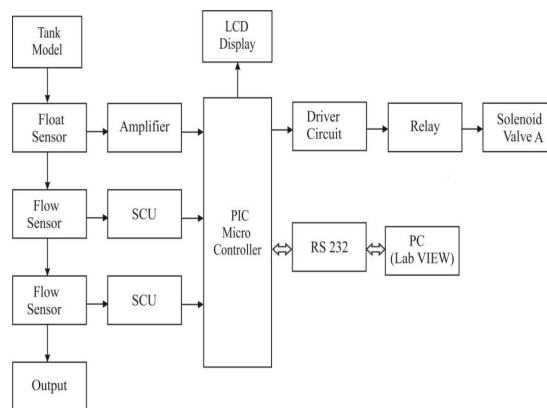 Tank
Model
LCD
Display
Float
Sensor
Amplifier
Driver
Circuit
Relay
Solenoid
Valve A
Flow
Sensor
SCU
PIC
Micro
Controller
RS 232
PC
(Lab VIEW)
Flow
Sensor
SCU
Output